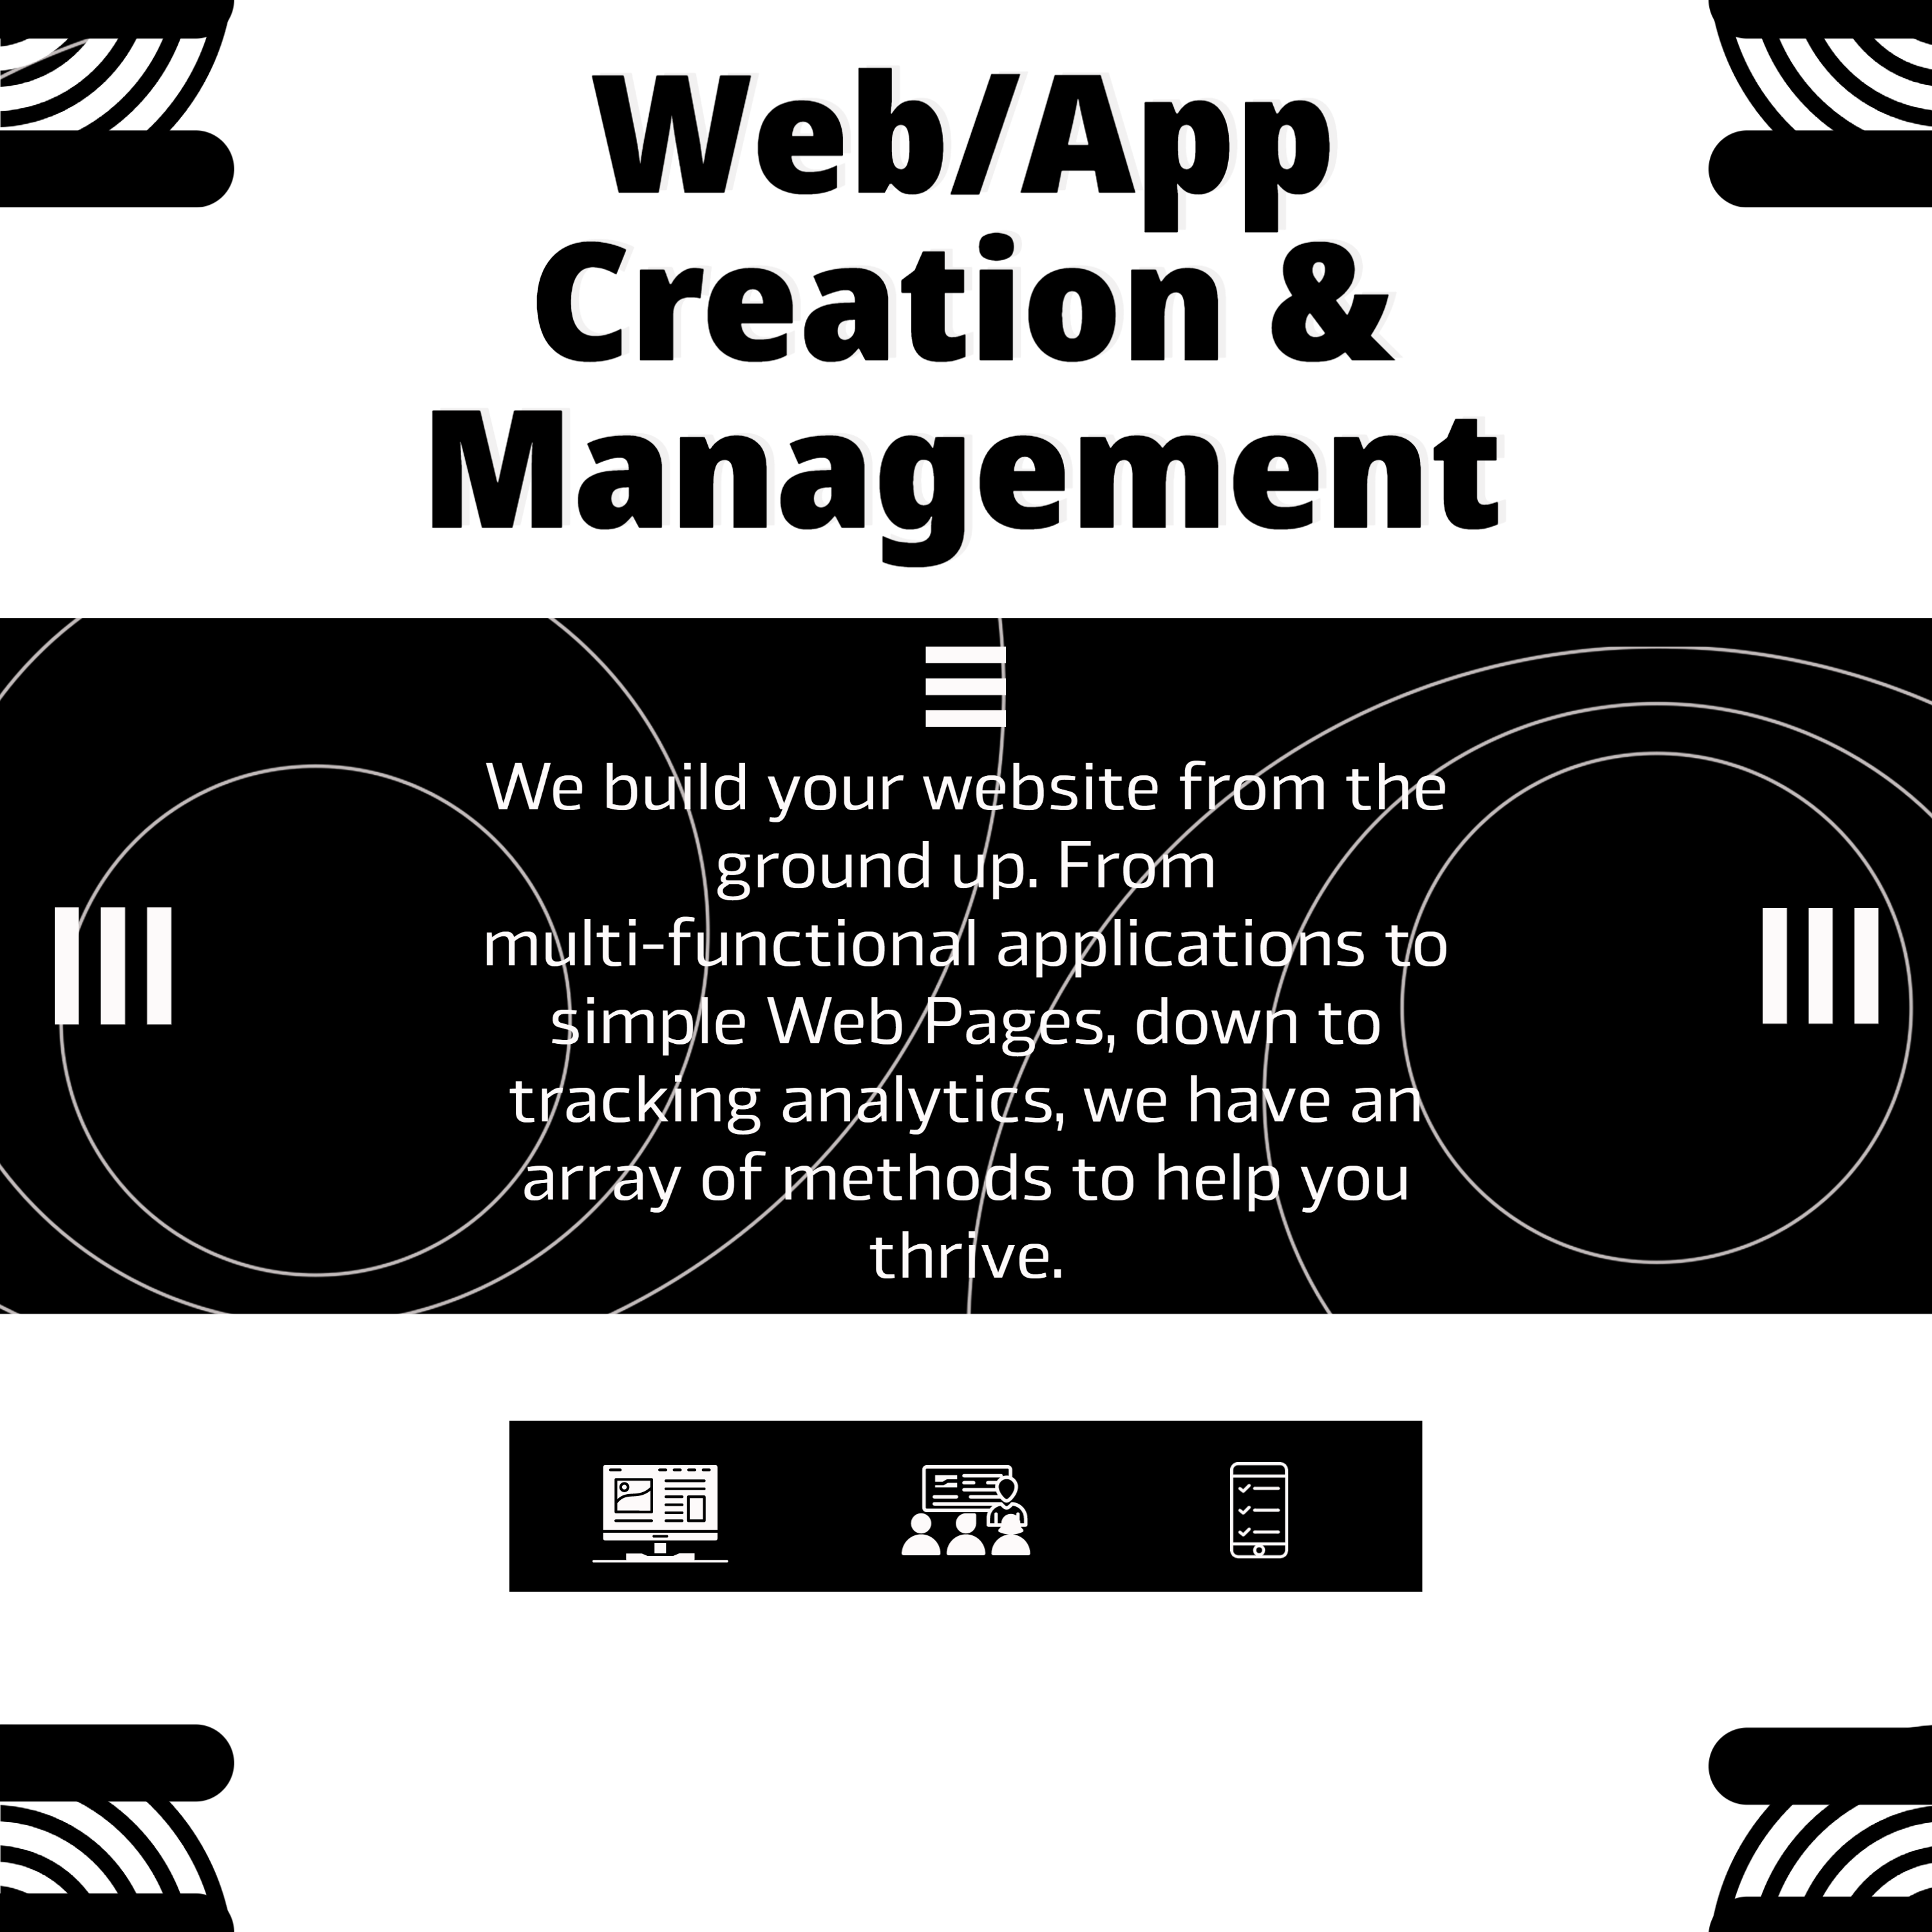 Web/App
Creation &
Management
We build your website from the
ground up. From
multi-functional applications to
simple Web Pages, down to
tracking analytics, we have an
array of methods to help you
thrive.